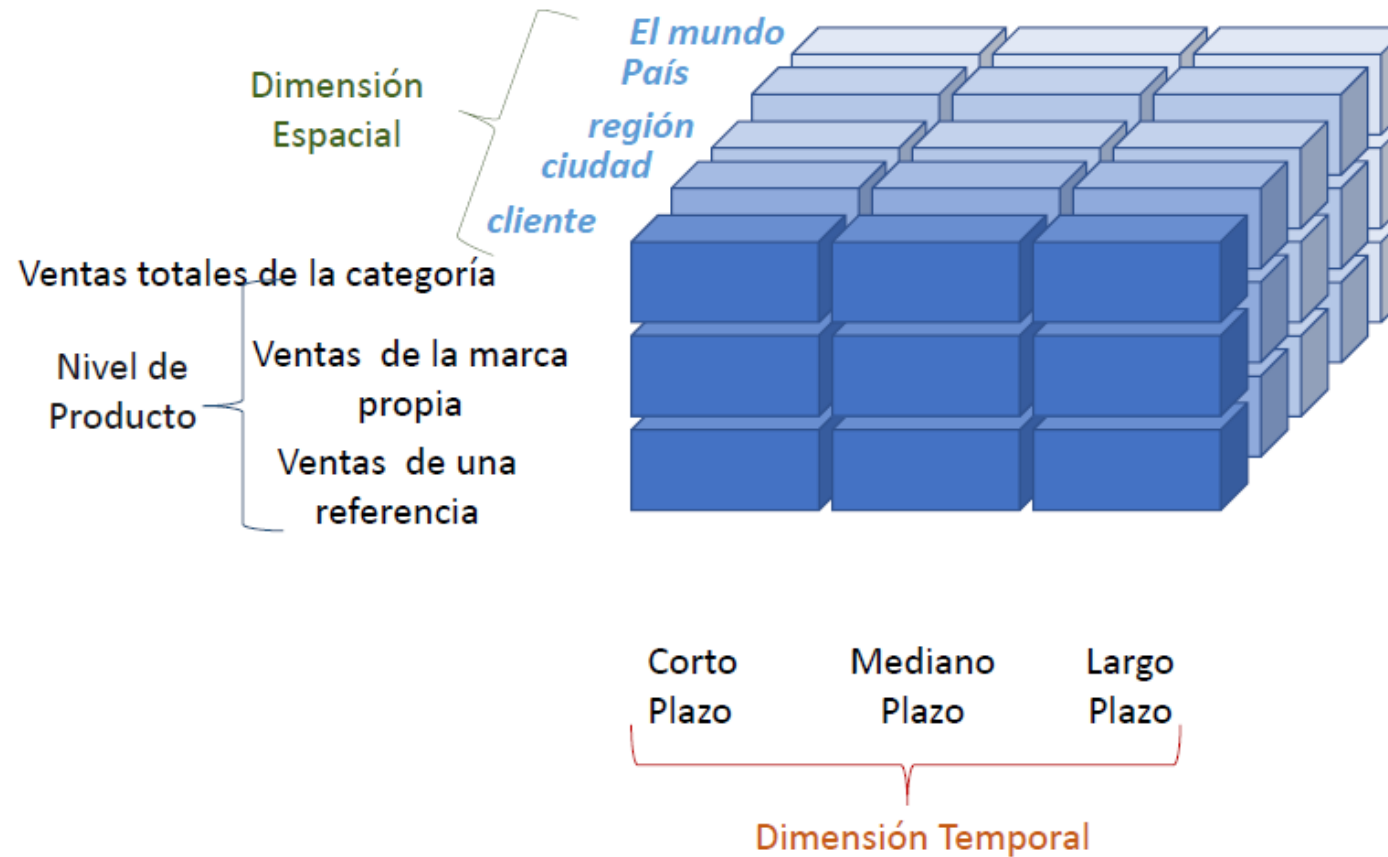 El mundo
País
Dimensión
Espacial
región
ciudad
cliente
Ventas totales de la categoría
Nivel de
Producto
Ventas de la marca
propia
Ventas de una
referencia
Corto
Plazo
Mediano
Plazo
Largo
Plazo
Dimensión Temporal